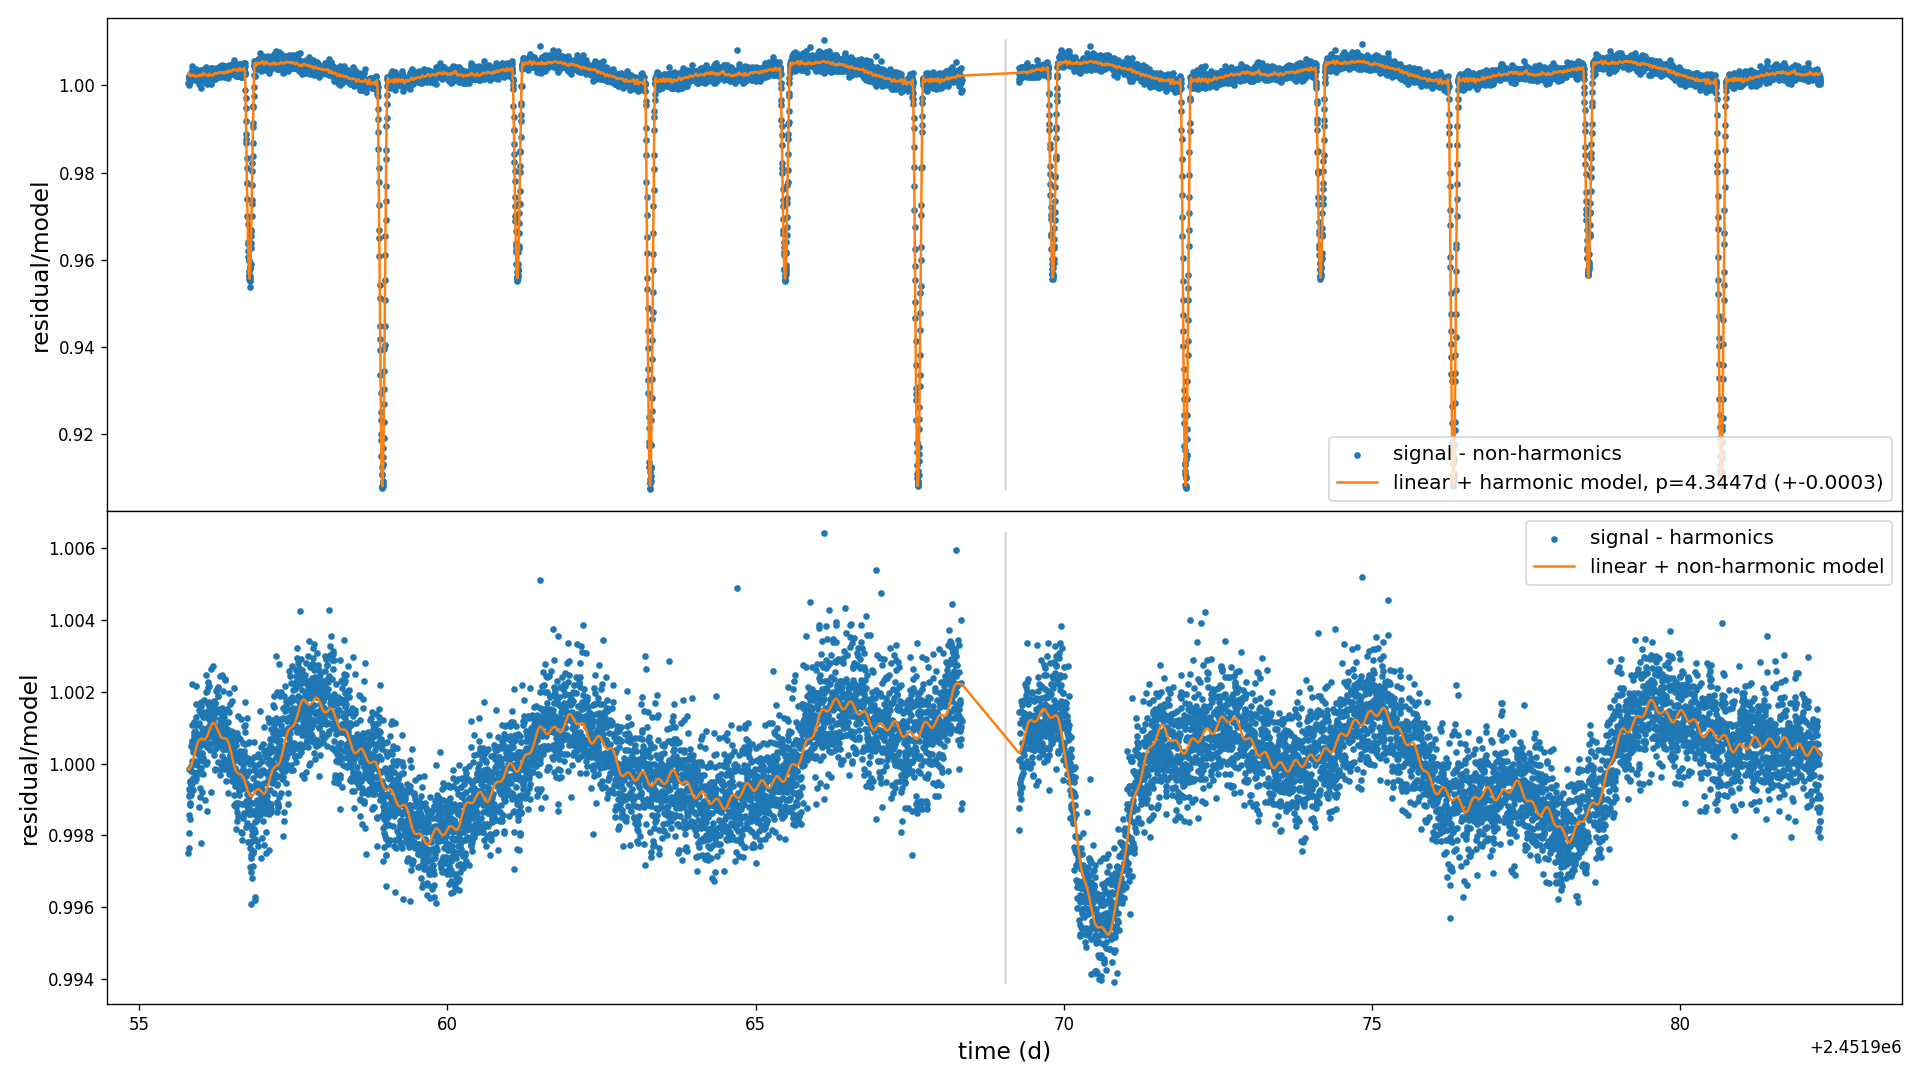 1.00
0.98
0.96
0.94
0.92
residual/model
signal - non-harmonics
linear + harmonic model, p=4.3447d (+-0.0003)
1.006
1.004
1.002
1.000
0.998
0.996
0.994
residual/model
signal - harmonics
linear + non-harmonic model
55
60
65
70
75
80
time (d)
+2.4519e6